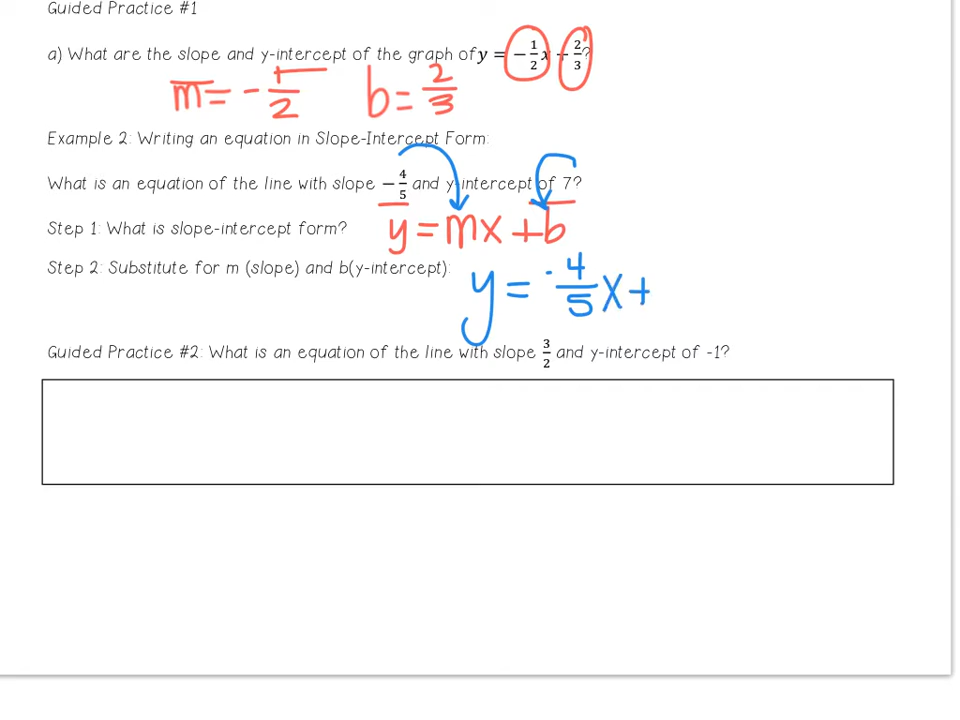 Guided Practice #1
a) What are the slope and y-intercept of the graph of y = -1/2x + 2/3?
m = -1/2 b = 2/3
Example 2: Writing an equation in Slope-Intercept Form:
What is an equation of the line with slope -4/5 and y-intercept of 7?
Step 1: What is slope-intercept form? y = mx + b
Step 2: Substitute for m (slope) and b(y-intercept): y = -4/5 x +
Guided Practice #2: What is an equation of the line with slope 3/2 and y-intercept of -1?